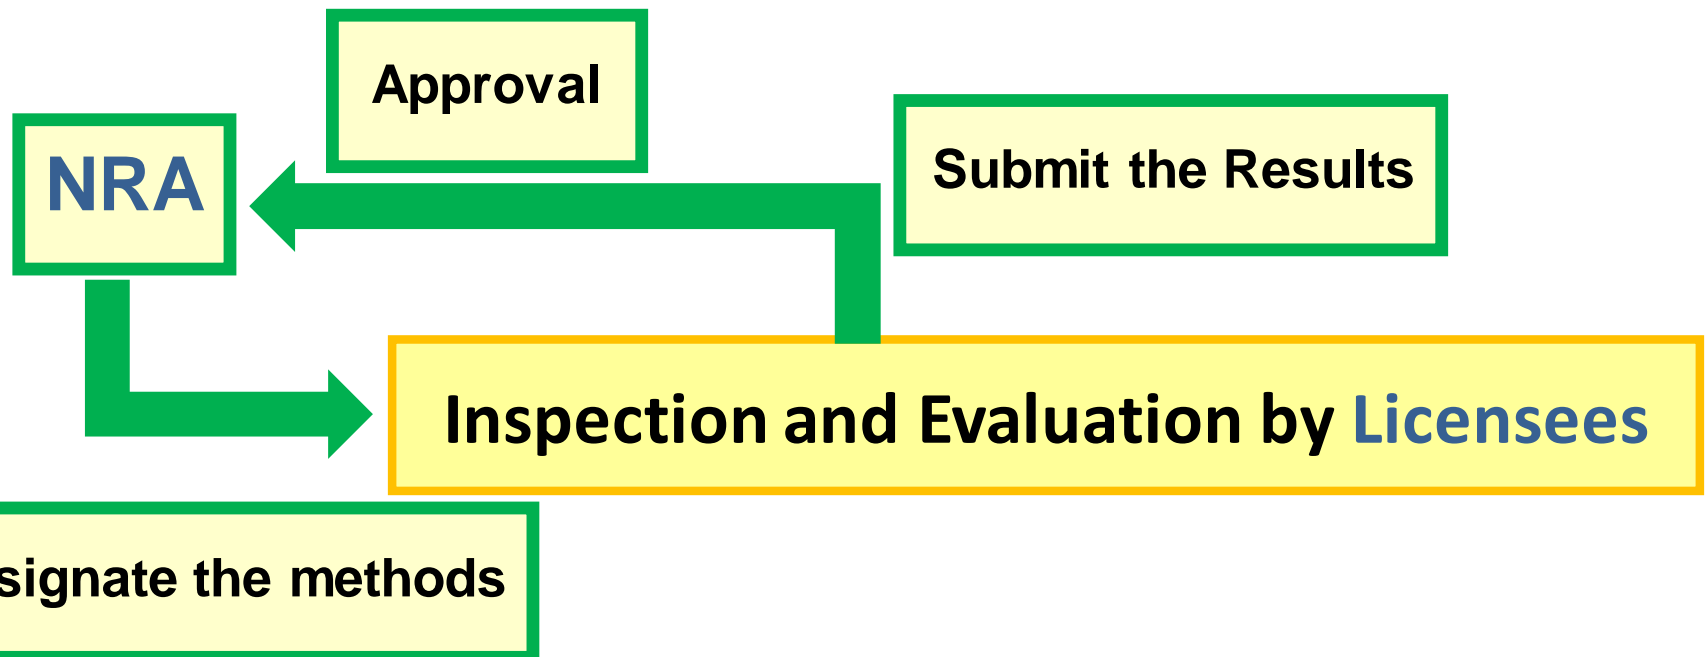 Approval
NRA
Submit the Results
Inspection and Evaluation by Licensees
signate the methods